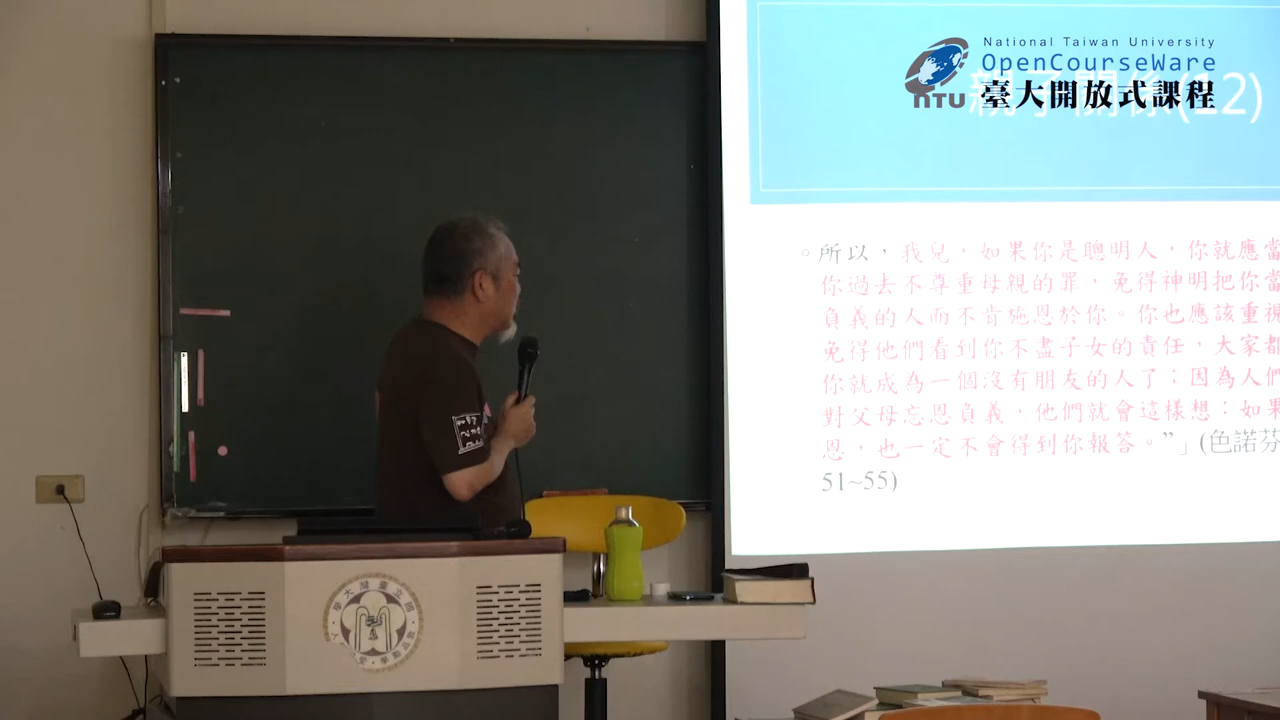 National Taiwan University
OpenCourseWare
臺大開放式課程
NTU
親子關係(12)
所以，我兒，如果你是聰明人，你就應當
你過去不尊重母親的罪，免得神明把你當
負義的人而不肯施恩於你。你也應該重視
免得他們看到你不盡子女的責任，大家都
你就成為一個沒有朋友的人了；因為人們
對父母忘恩負義，他們就會這樣想：如果
恩，也一定不會得到你報答。”」(色諾芬
51~55)